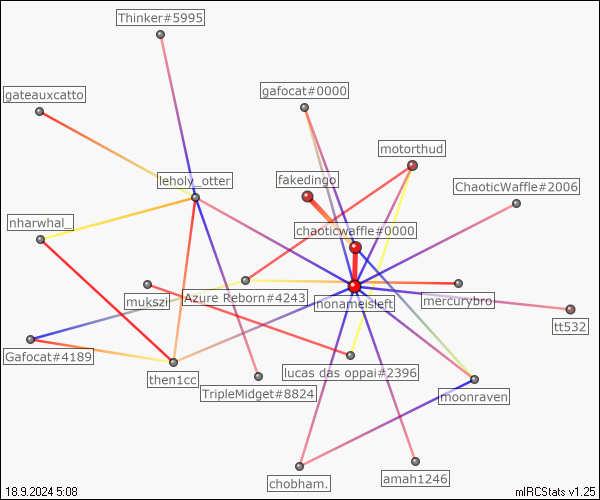 Thinker#5995
gateauxcatto
gafocat#0000
motorthud
fakedingo
leholy_otter
ChaoticWaffle#2006
nharwhal_
chaoticwaffle#0000
mukszi
Azure Reborn#4243
nonameisleft
mercurybro
tt532
Gafocat#4189
then1cc
lucas das oppai#2396
TripleMidget#8824
moonraven
chobham.
amah1246
18.9.2024 5:08
mIRCStats v1.25